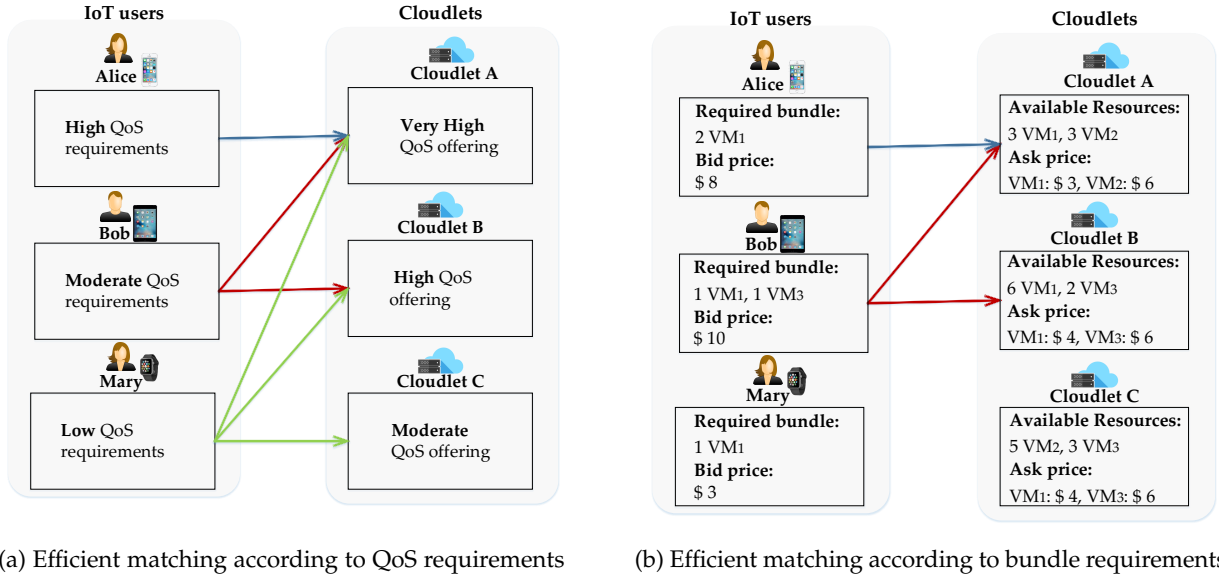 IoT users
Cloudlets
Alice
Cloudlet A
High QoS
requirements
Very High
QoS offering
Bob
Cloudlet B
Moderate QoS
requirements
High QoS
offering
Mary
Cloudlet C
Low QoS
requirements
Moderate
QoS offering
(a) Efficient matching according to QoS requirements
IoT users
Cloudlets
Alice
Cloudlet A
Required bundle:
2 VM1
Bid price:
$ 8
Available Resources:
3 VM1, 3 VM2
Ask price:
VM1: $ 3, VM2: $ 6
Bob
Cloudlet B
Required bundle:
1 VM1, 1 VM3
Bid price:
$ 10
Available Resources:
6 VM1, 2 VM3
Ask price:
VM1: $ 4, VM3: $ 6
Mary
Cloudlet C
Required bundle:
1 VM1
Bid price:
$ 3
Available Resources:
5 VM2, 3 VM3
Ask price:
VM1: $ 4, VM3: $ 6
(b) Efficient matching according to bundle requirements